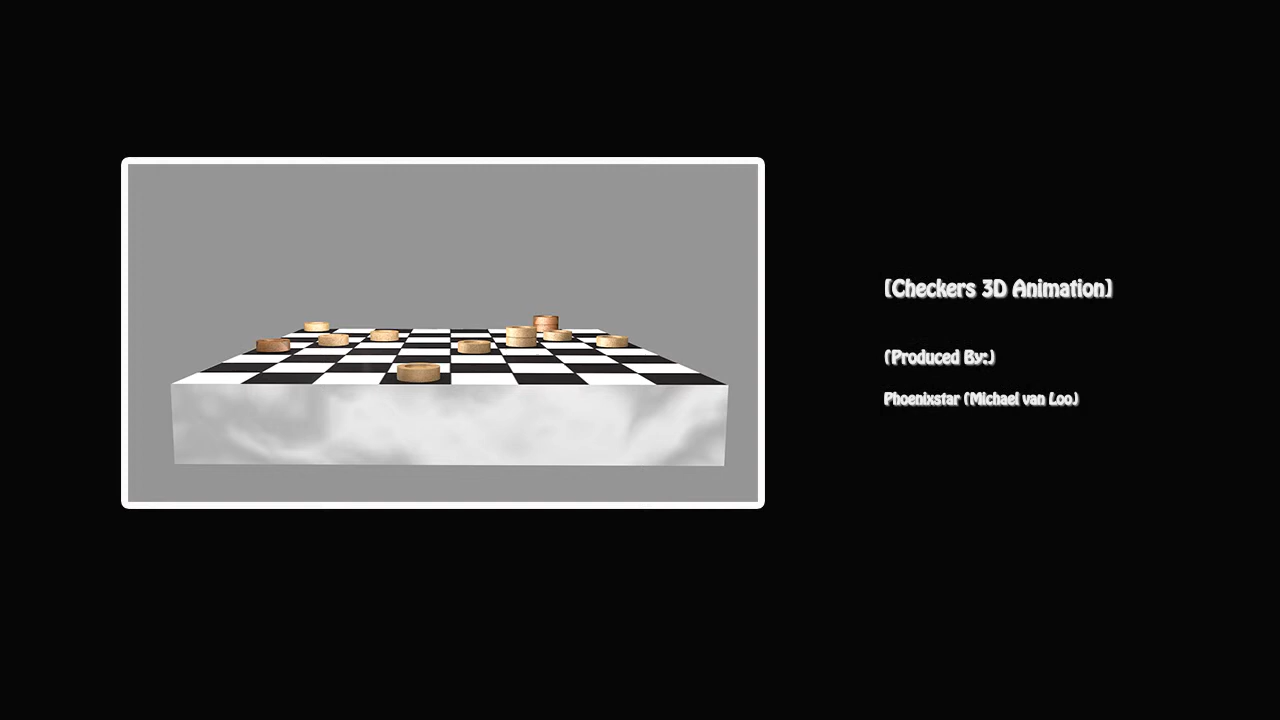 [Checkers 3D Animation]
(Produced By:)
Phoenixstar (Michael van Loo)